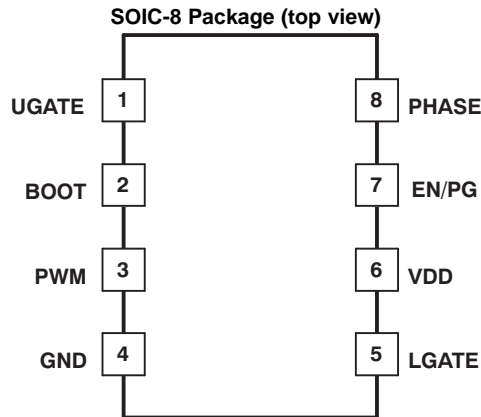 SOIC-8 Package (top view)
UGATE 1 8 PHASE
BOOT 2 7 EN/PG
PWM 3 6 VDD
GND 4 5 LGATE